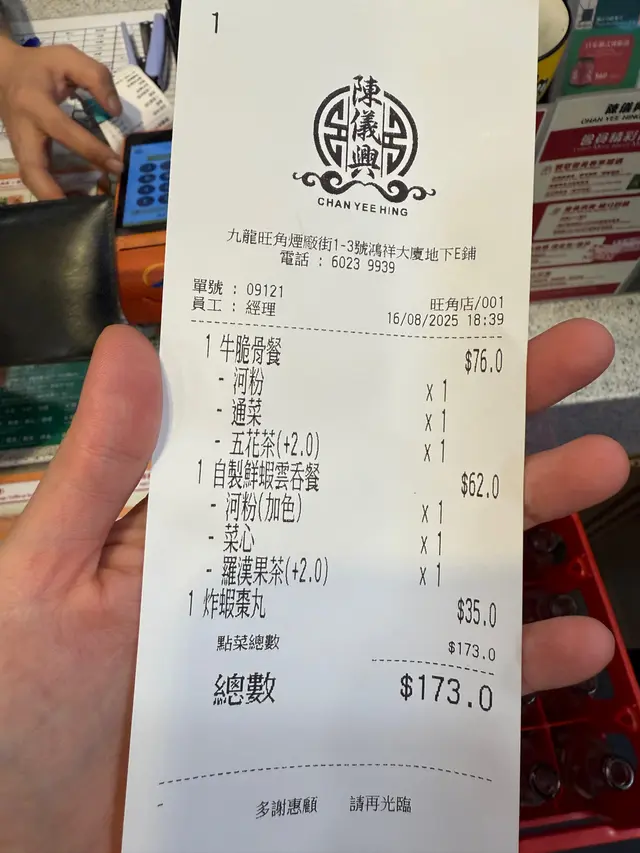 1
陳儀興
CHAN YEE HING
九龍旺角煙廠街1-3號鴻祥大廈地下E鋪
電話 : 6023 9939
單號 : 09121
員工 : 經理 旺角店/001
16/08/2025 18:39
1 牛脆骨餐 $76.0
- 河粉 x 1
- 通菜 x 1
- 五花茶(+2.0) x 1
1 自製鮮蝦雲吞餐 $62.0
- 河粉(加色) x 1
- 菜心 x 1
- 羅漢果茶(+2.0) x 1
1 炸蝦棗丸 $35.0
點菜總數 $173.0
總數 $173.0
多謝惠顧 請再光臨
陳儀興
CHAN YEE HING